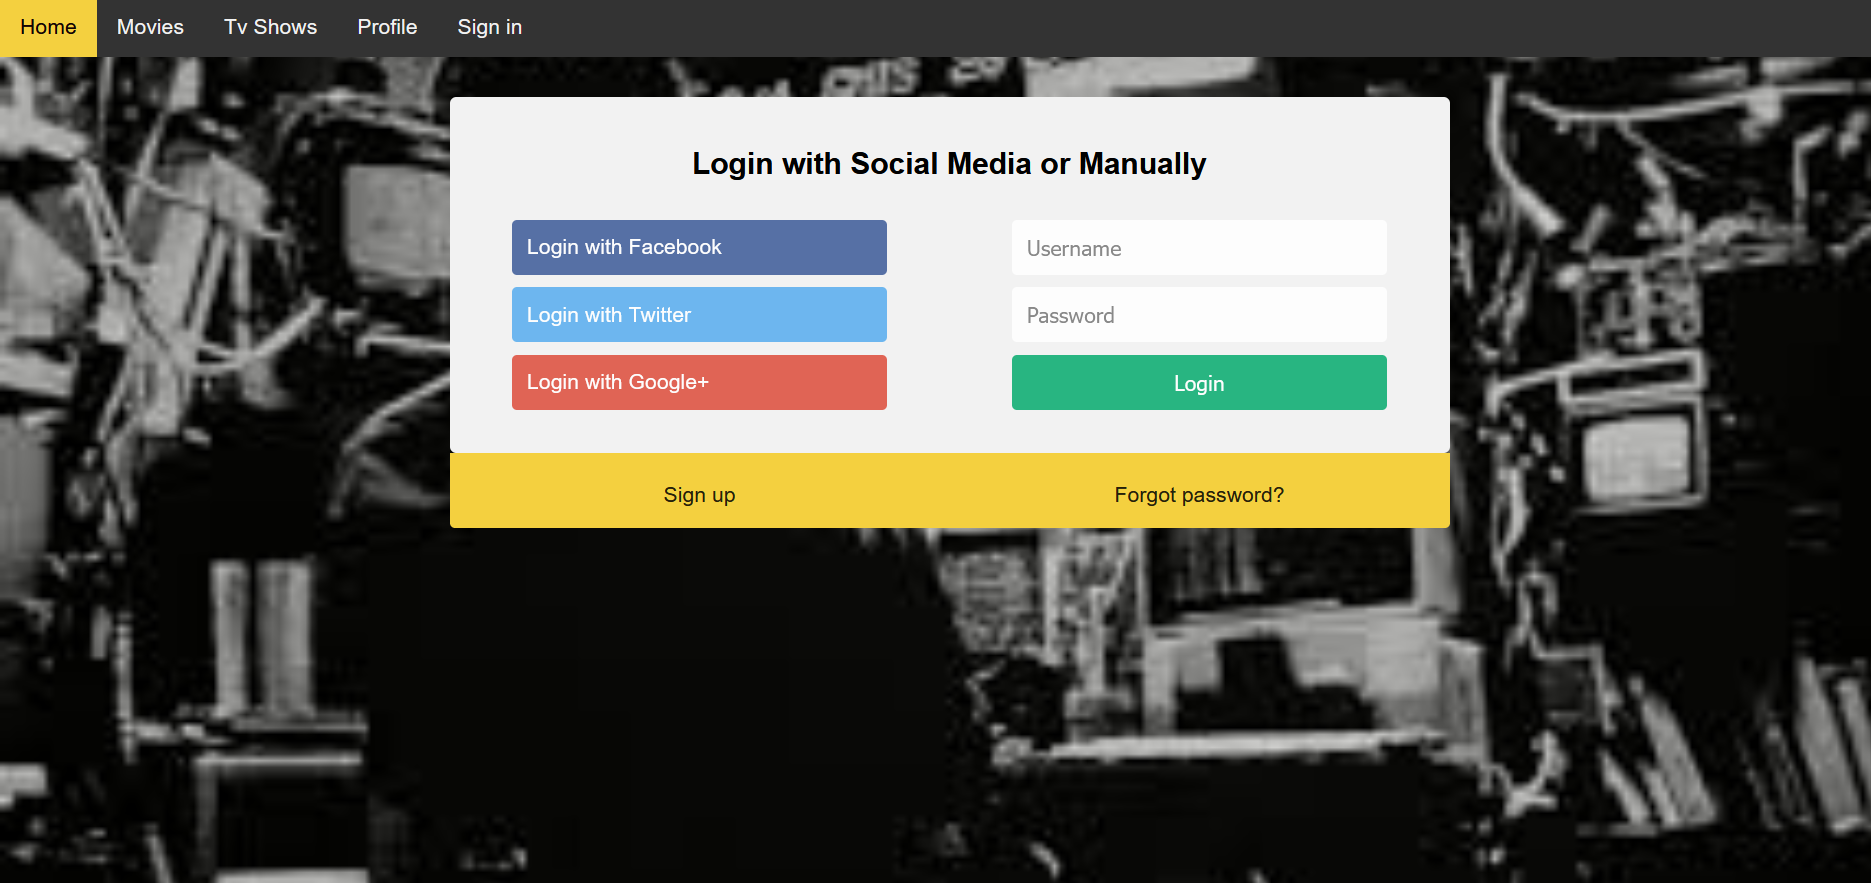 Home Movies Tv Shows Profile Sign in
Login with Social Media or Manually
Login with Facebook
Login with Twitter
Login with Google+
Username
Password
Login
Sign up
Forgot password?